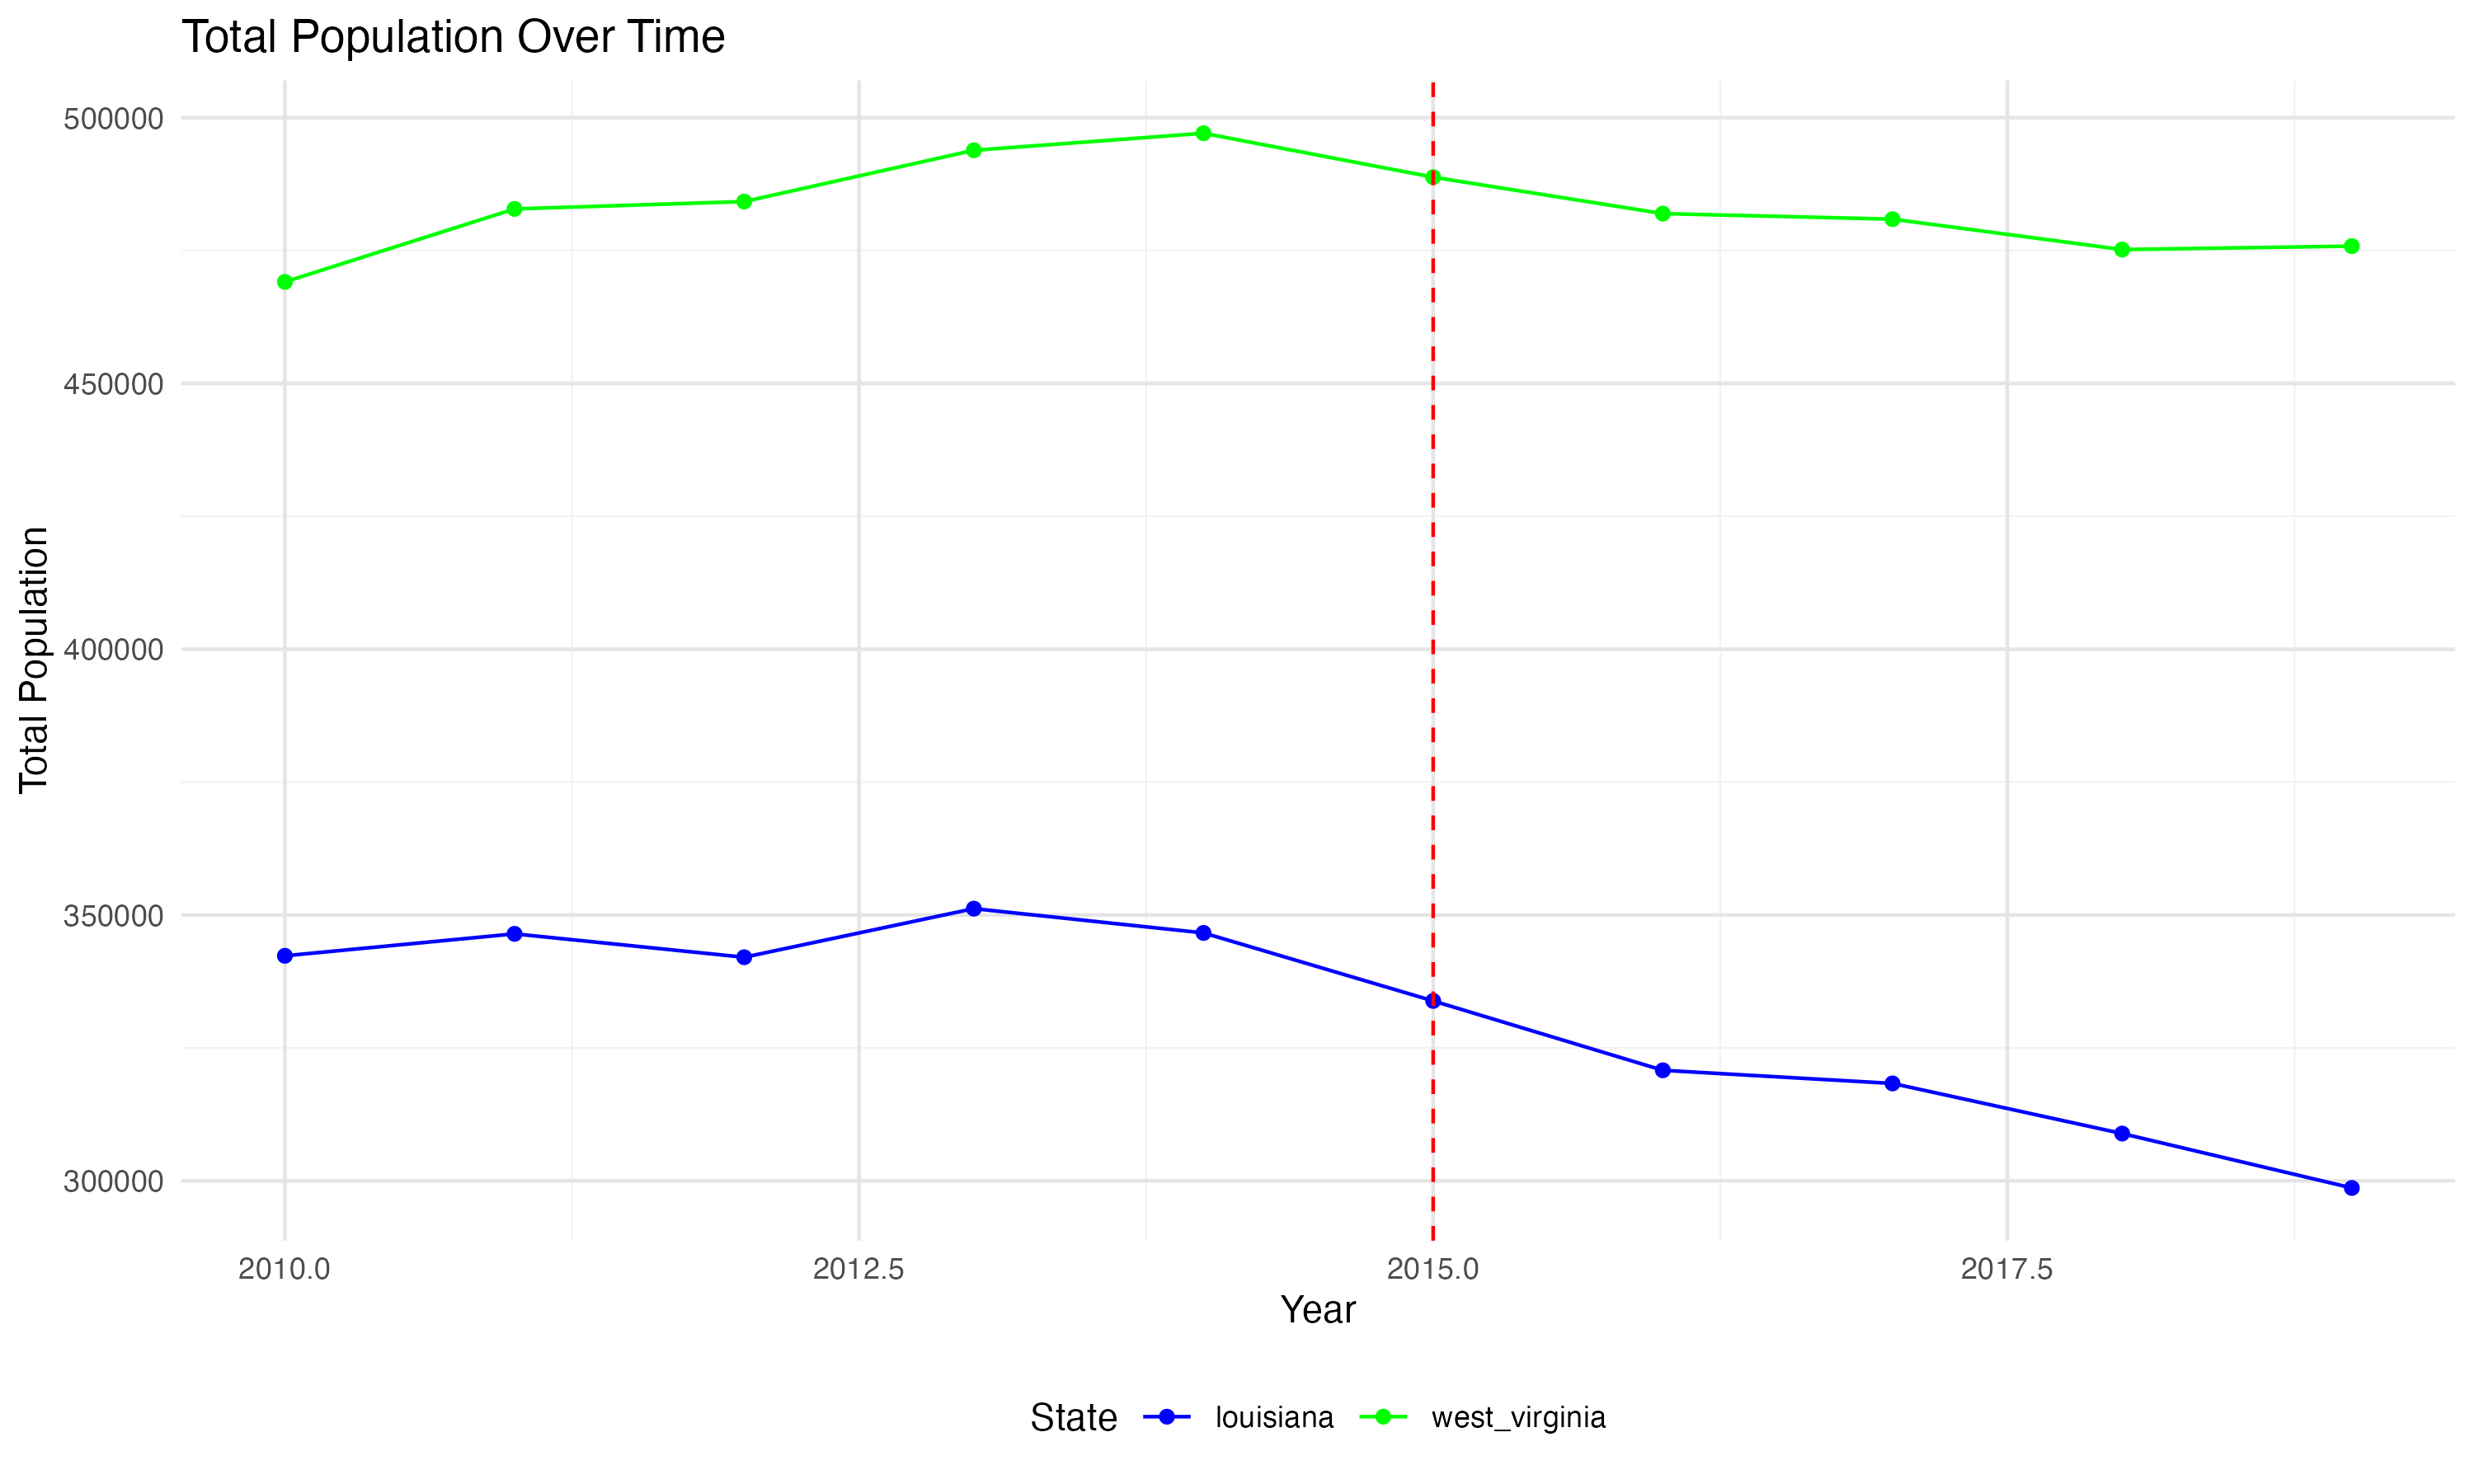 Total Population Over Time
Total Population
500000
450000
400000
350000
300000
2010.0 2012.5 2015.0 2017.5
Year
State louisiana west_virginia